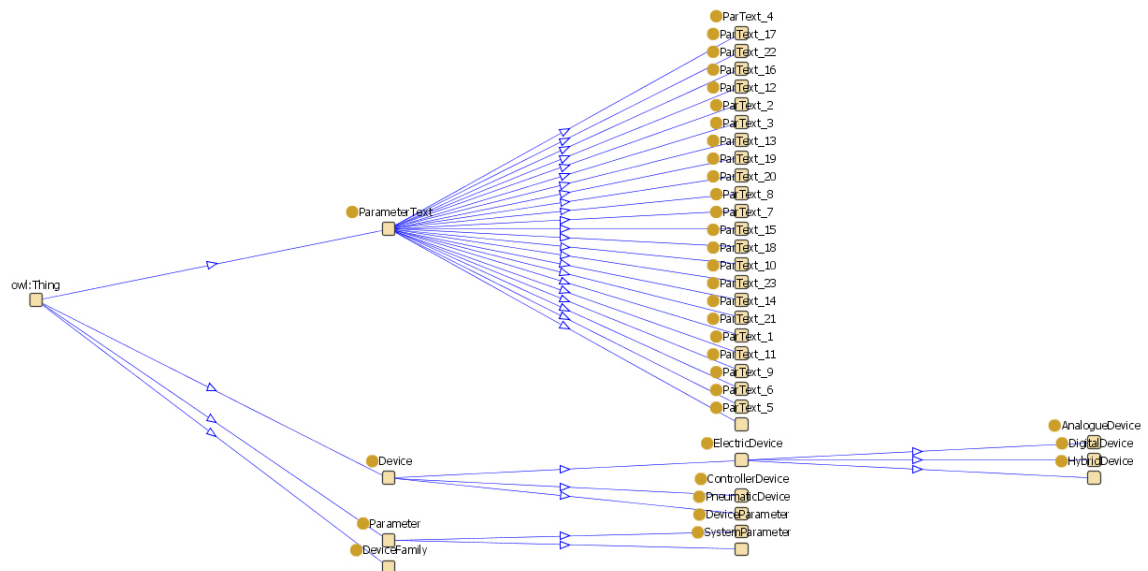 owl:Thing
ParameterText
Device
Parameter
DeviceFamily
ParText_4
ParText_17
ParText_22
ParText_16
ParText_12
ParText_2
ParText_3
ParText_13
ParText_19
ParText_20
ParText_8
ParText_7
ParText_15
ParText_18
ParText_10
ParText_23
ParText_14
ParText_21
ParText_1
ParText_11
ParText_9
ParText_6
ParText_5
ElectricDevice
ControllerDevice
PneumaticDevice
DeviceParameter
SystemParameter
AnalogueDevice
DigitalDevice
HybridDevice